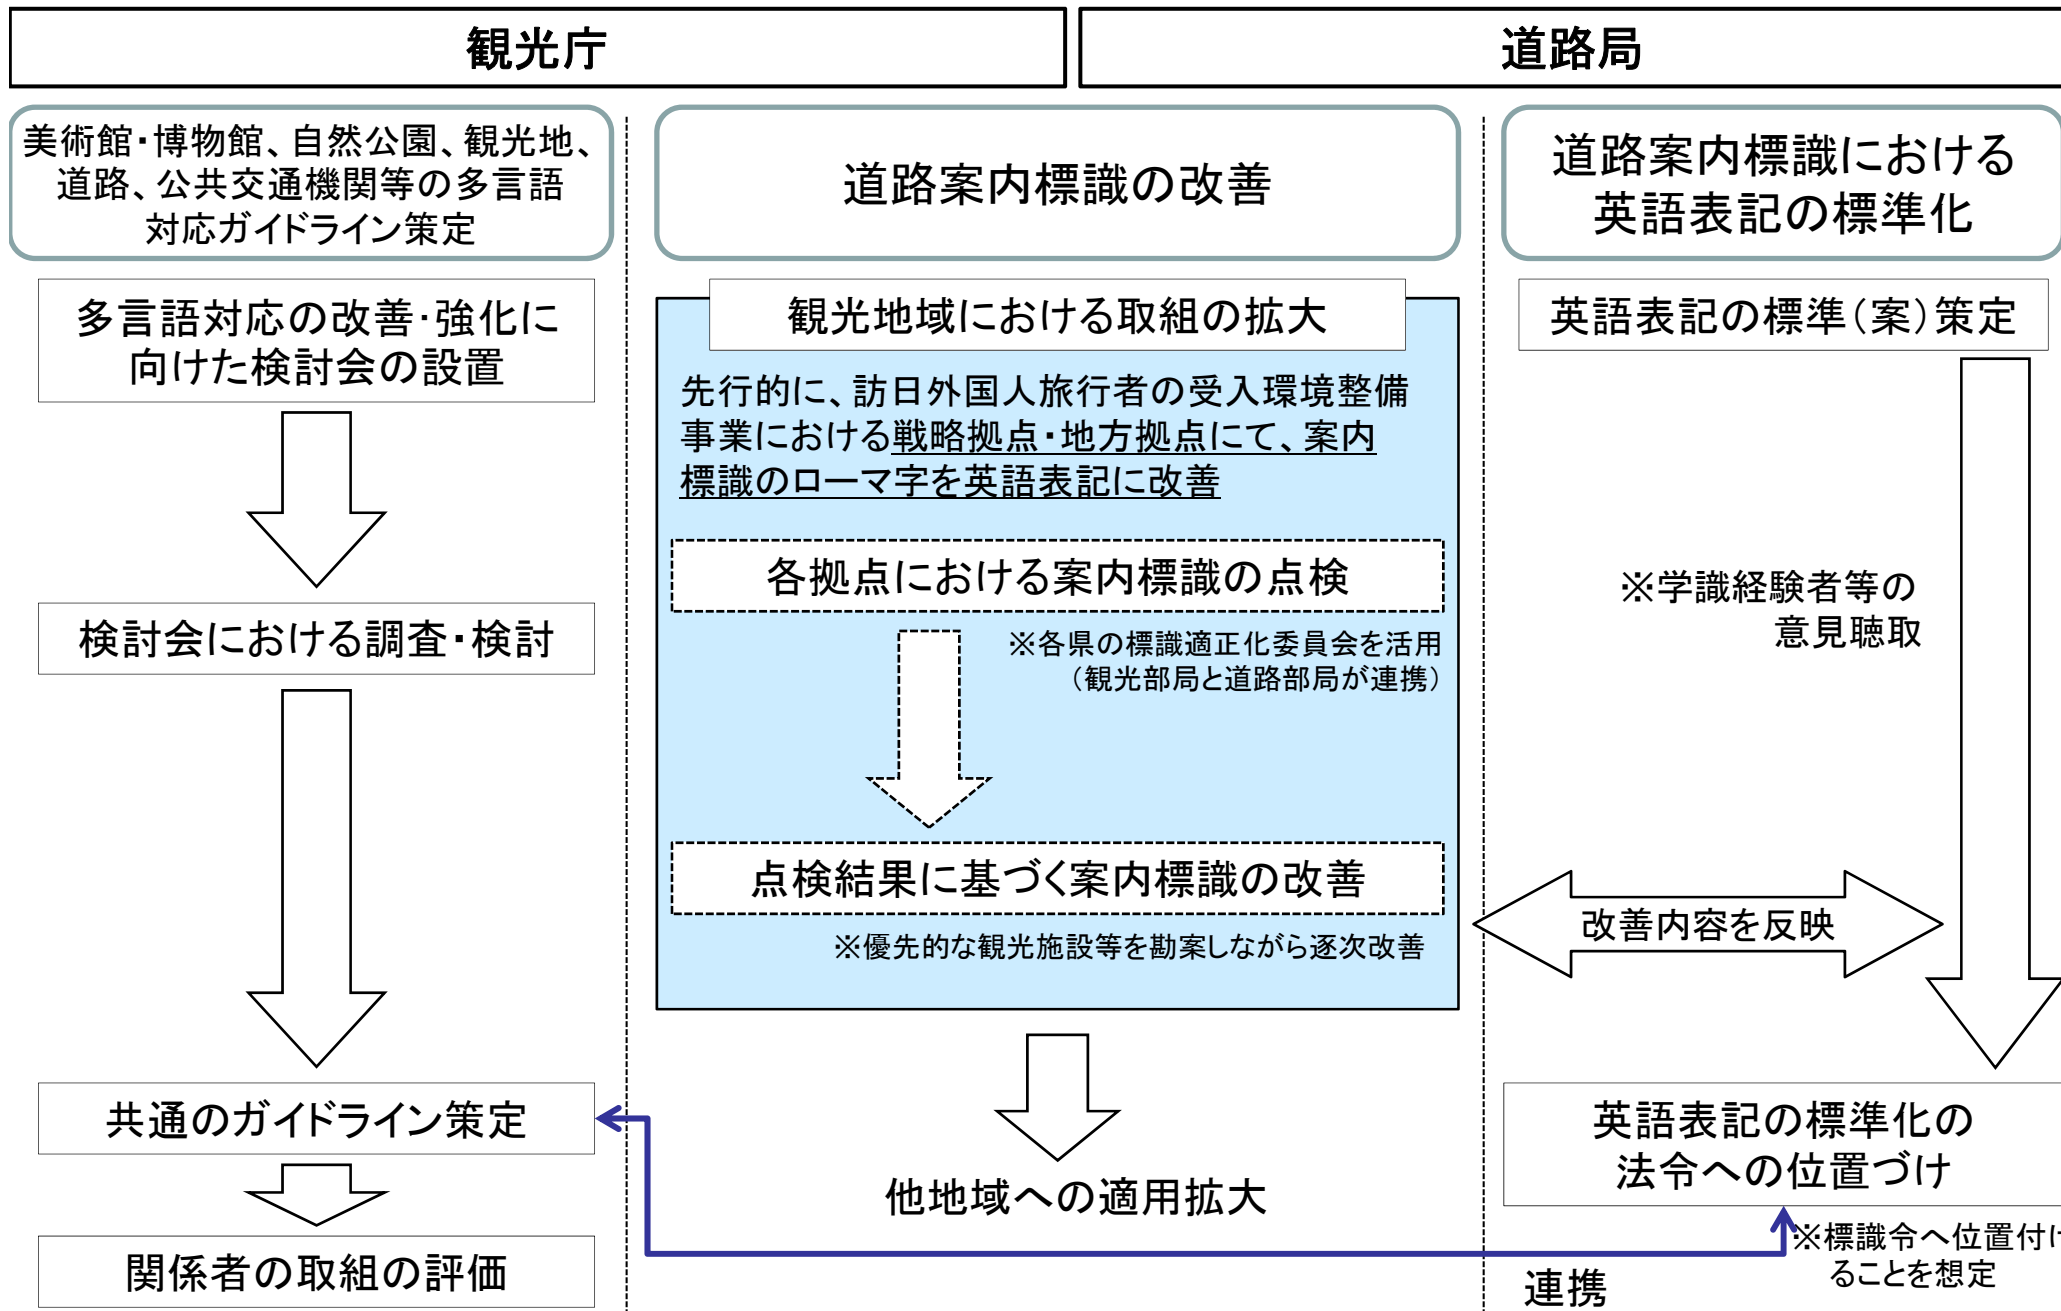 観光庁
道路局
美術館・博物館、自然公園、観光地、
道路、公共交通機関等の多言語
対応ガイドライン策定
多言語対応の改善・強化に
向けた検討会の設置
検討会における調査・検討
共通のガイドライン策定
関係者の取組の評価
道路案内標識の改善
観光地域における取組の拡大
先行的に、訪日外国人旅行者の受入環境整備
事業における戦略拠点・地方拠点にて、案内
標識のローマ字を英語表記に改善
各拠点における案内標識の点検
※各県の標識適正化委員会を活用
（観光部局と道路部局が連携）
点検結果に基づく案内標識の改善
※優先的な観光施設等を勘案しながら逐次改善
他地域への適用拡大
道路案内標識における
英語表記の標準化
英語表記の標準（案）策定
※学識経験者等の
意見聴取
改善内容を反映
英語表記の標準化の
法令への位置づけ
※標識令へ位置付け
ることを想定
連携